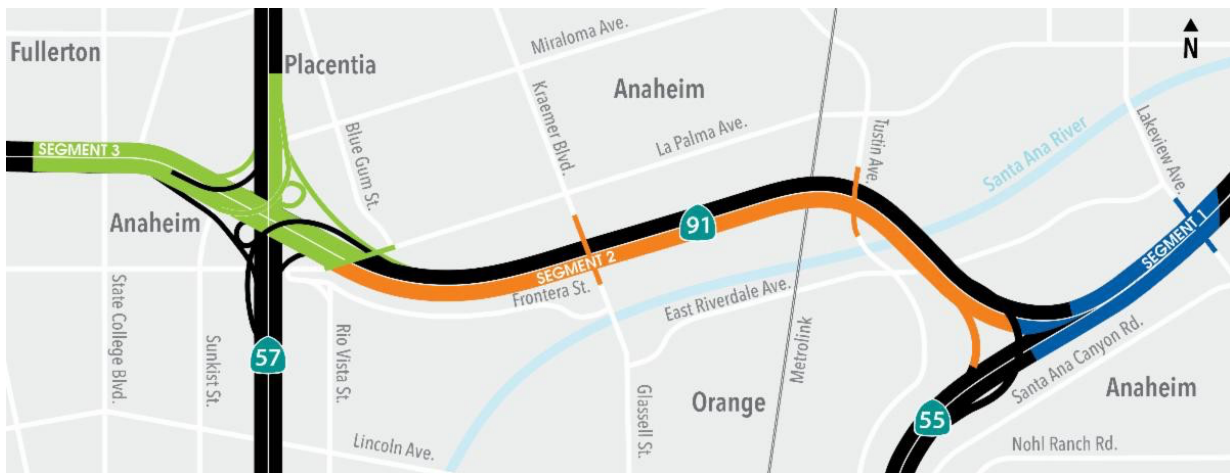 Fullerton
Placentia
Miraloma Ave.
Anaheim
N
Kraemer Blvd.
Blue Gum St.
La Palma Ave.
Tustin Ave.
Santa Ana River
Lakeview Ave.
SEGMENT 3
Anaheim
91
SEGMENT 1
SEGMENT 2
Frontera St.
East Riverdale Ave.
State College Blvd.
Sunkist St.
57
Rio Vista St.
Metrolink
Santa Ana Canyon Rd.
Glassell St.
Orange
Anaheim
55
Lincoln Ave.
Nohl Ranch Rd.